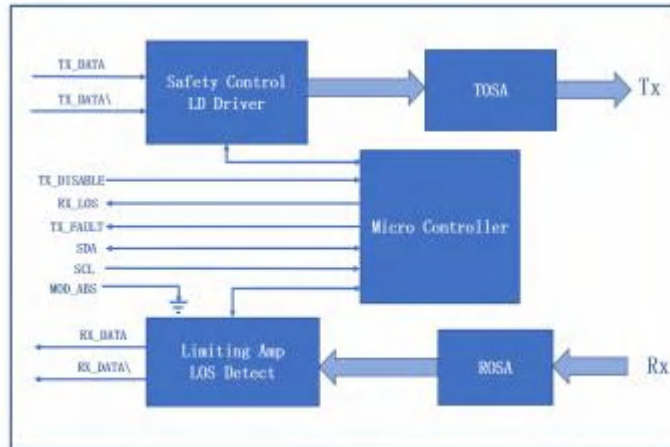 TX_DATA
TX_DATA\
Safety Control
LD Driver
TOSA
Tx
TX_DISABLE
RX_LOS
TX_FAULT
SDA
SCL
MOD_ABS
Micro Controller
RX_DATA
RX_DATA\
Limiting Amp
LOS Detect
ROSA
Rx